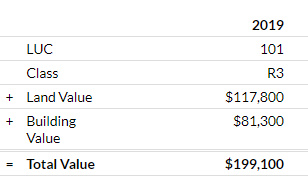 2019
LUC 101
Class R3
+ Land Value $117,800
+ Building $81,300
Value
= Total Value $199,100